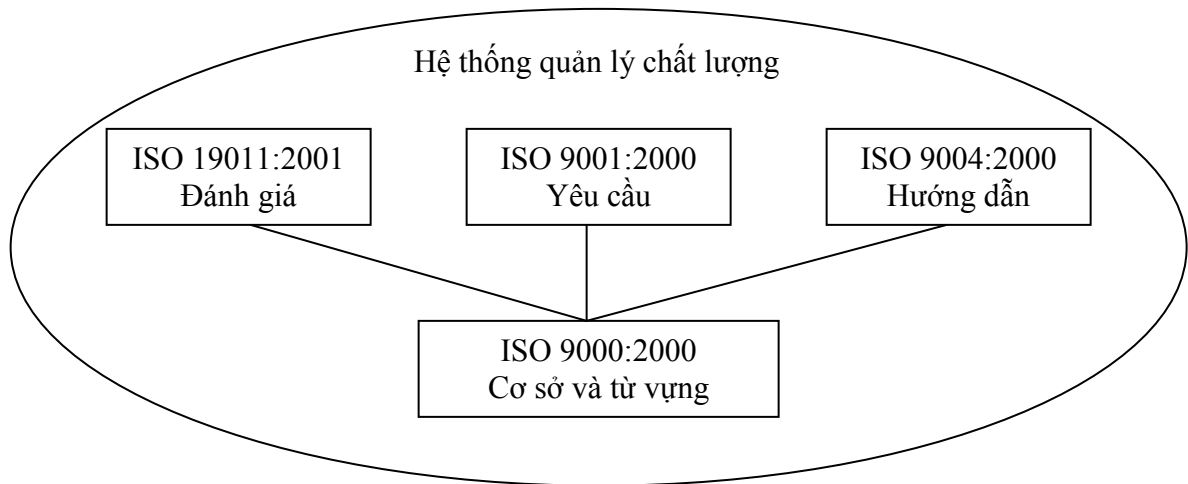 Hệ thống quản lý chất lượng
ISO 19011:2001
Đánh giá
ISO 9001:2000
Yêu cầu
ISO 9004:2000
Hướng dẫn
ISO 9000:2000
Cơ sở và từ vựng